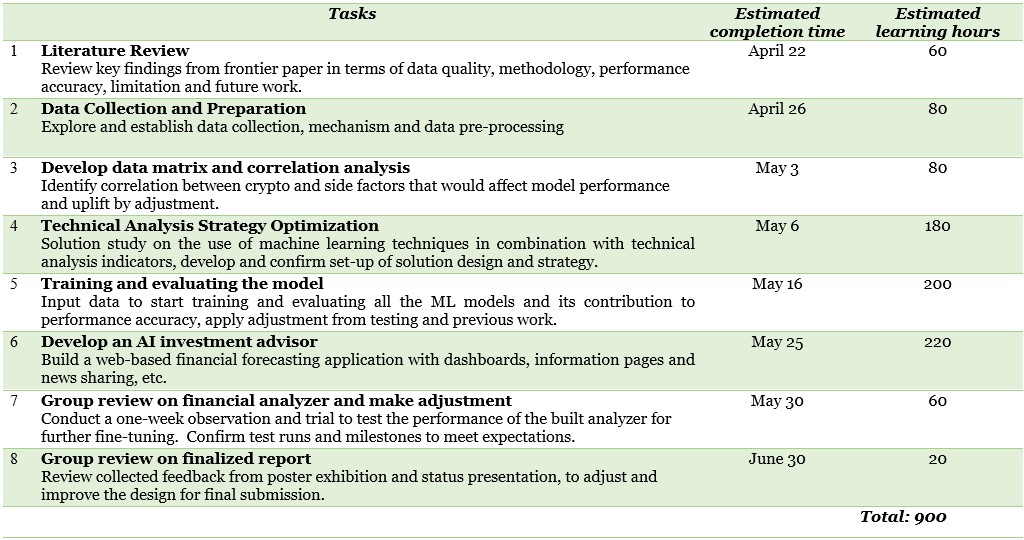 Tasks Estimated completion time Estimated learning hours
1 Literature Review April 22 60
Review key findings from frontier paper in terms of data quality, methodology, performance
accuracy, limitation and future work.
2 Data Collection and Preparation April 26 80
Explore and establish data collection, mechanism and data pre-processing
3 Develop data matrix and correlation analysis May 3 80
Identify correlation between crypto and side factors that would affect model performance
and uplift by adjustment.
4 Technical Analysis Strategy Optimization May 6 180
Solution study on the use of machine learning techniques in combination with technical
analysis indicators, develop and confirm set-up of solution design and strategy.
5 Training and evaluating the model May 16 200
Input data to start training and evaluating all the ML models and its contribution to
performance accuracy, apply adjustment from testing and previous work.
6 Develop an AI investment advisor May 25 220
Build a web-based financial forecasting application with dashboards, information pages and
news sharing, etc.
7 Group review on financial analyzer and make adjustment May 30 60
Conduct a one-week observation and trial to test the performance of the built analyzer for
further fine-tuning. Confirm test runs and milestones to meet expectations.
8 Group review on finalized report June 30 20
Review collected feedback from poster exhibition and status presentation, to adjust and
improve the design for final submission.
Total: 900